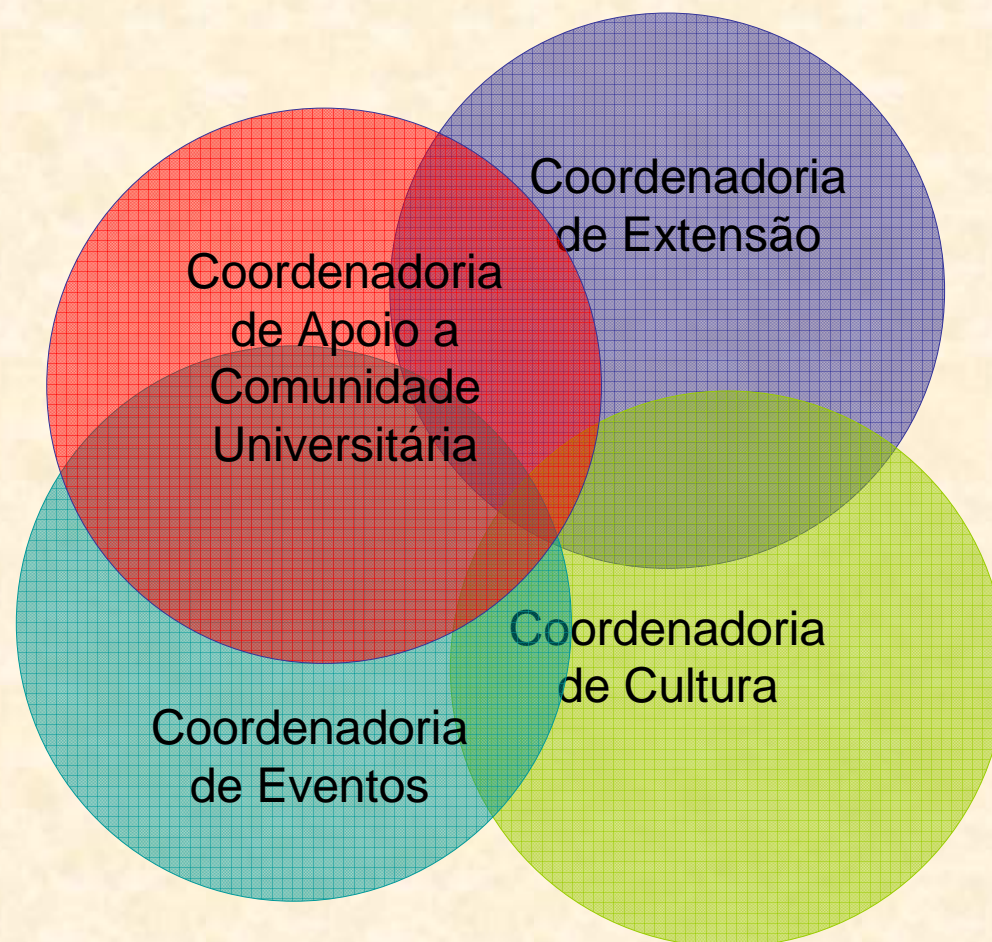 Coordenadoria
de Apoio a
Comunidade
Universitária
Coordenadoria
de Extensão
Coordenadoria
de Eventos
Coordenadoria
de Cultura